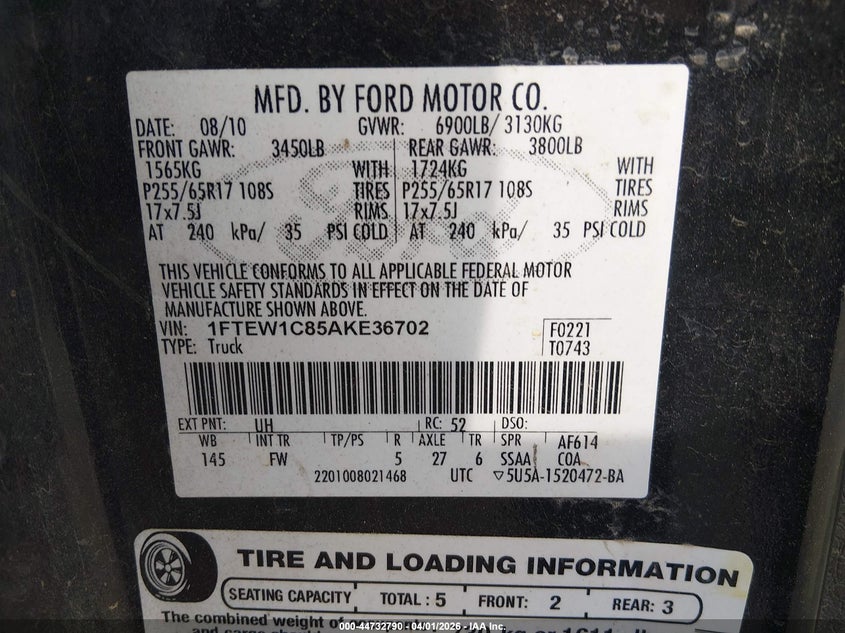 MFD. BY FORD MOTOR CO.
DATE: 08/10 GVWR: 6900LB/ 3130KG
FRONT GAWR: 3450LB REAR GAWR: 3800LB
1565KG WITH 1724KG WITH
P255/65R17 108S TIRES P255/65R17 108S TIRES
17x7.5J RIMS 17x7.5J RIMS
AT 240 kPa/ 35 PSI COLD AT 240 kPa/ 35 PSI COLD
THIS VEHICLE CONFORMS TO ALL APPLICABLE FEDERAL MOTOR
VEHICLE SAFETY STANDARDS IN EFFECT ON THE DATE OF
MANUFACTURE SHOWN ABOVE.
VIN: 1FTEW1C85AKE36702 F0221
TYPE: Truck T0743
EXT PNT: UH RC: 52 DSO:
WB INT TR TP/PS R AXLE TR SPR AF614
145 FW 5 27 6 SSAA COA
2201008021468 UTC ▽5U5A-1520472-BA
TIRE AND LOADING INFORMATION
SEATING CAPACITY TOTAL : 5 FRONT: 2 REAR: 3
The combined weight of
000-44732790 - 04/01/2026 - IAA Inc.